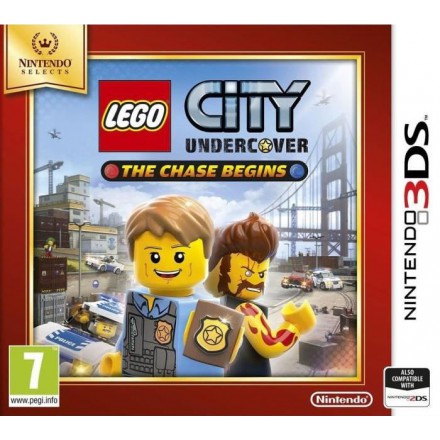 NINTENDO
SELECTS
LEGO
CITY
UNDERCOVER
THE CHASE BEGINS
NINTENDO 3DS
POLICE
7
www.pegi.info
Nintendo
ALSO
COMPATIBLE
WITH
NINTENDO 2DS